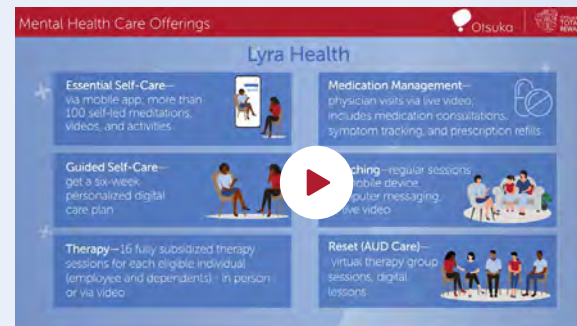 Mental Health Care Offerings
Otsuka
TOTAL
Lyra Health
Essential Self-Care—
via mobile app; more than
100 self-led meditations,
videos, and activities
Medication Management—
physician visits via live video;
includes medication consultations,
symptom tracking, and prescription refills
Guided Self-Care—
get a six-week
personalized digital
care plan
regular sessions
mobile device,
messaging,
live video
Therapy—16 fully subsidized therapy
sessions for each eligible individual
(employee and dependents) - in person
or via video
Reset (AUD Care)—
virtual therapy group
sessions, digital
lessons